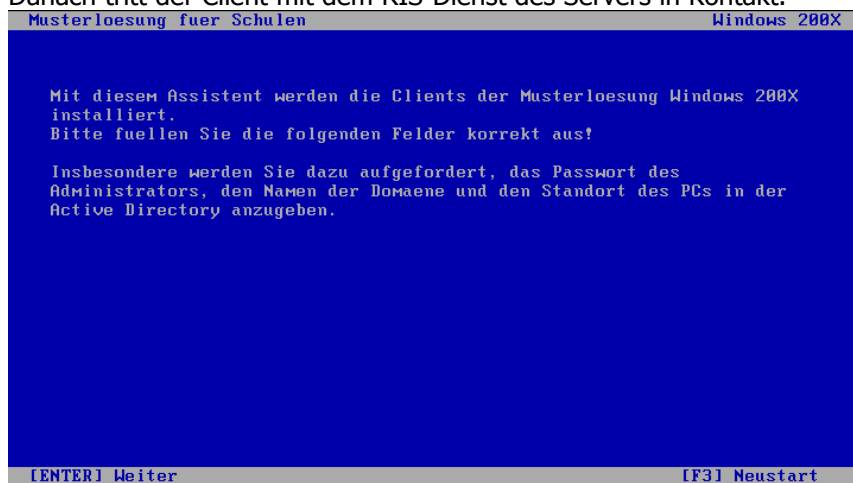 Danach tritt der Client mit dem RIS-Dienst des Servers in Kontakt.
Musterloesung fuer Schulen Windows 200X
Mit diesem Assistent werden die Clients der Musterloesung Windows 200X
installiert.
Bitte fuellen Sie die folgenden Felder korrekt aus!
Insbesondere werden Sie dazu aufgefordert, das Passwort des
Administrators, den Namen der Domaene und den Standort des PCs in der
Active Directory anzugeben.
[ENTER] Weiter [F3] Neustart